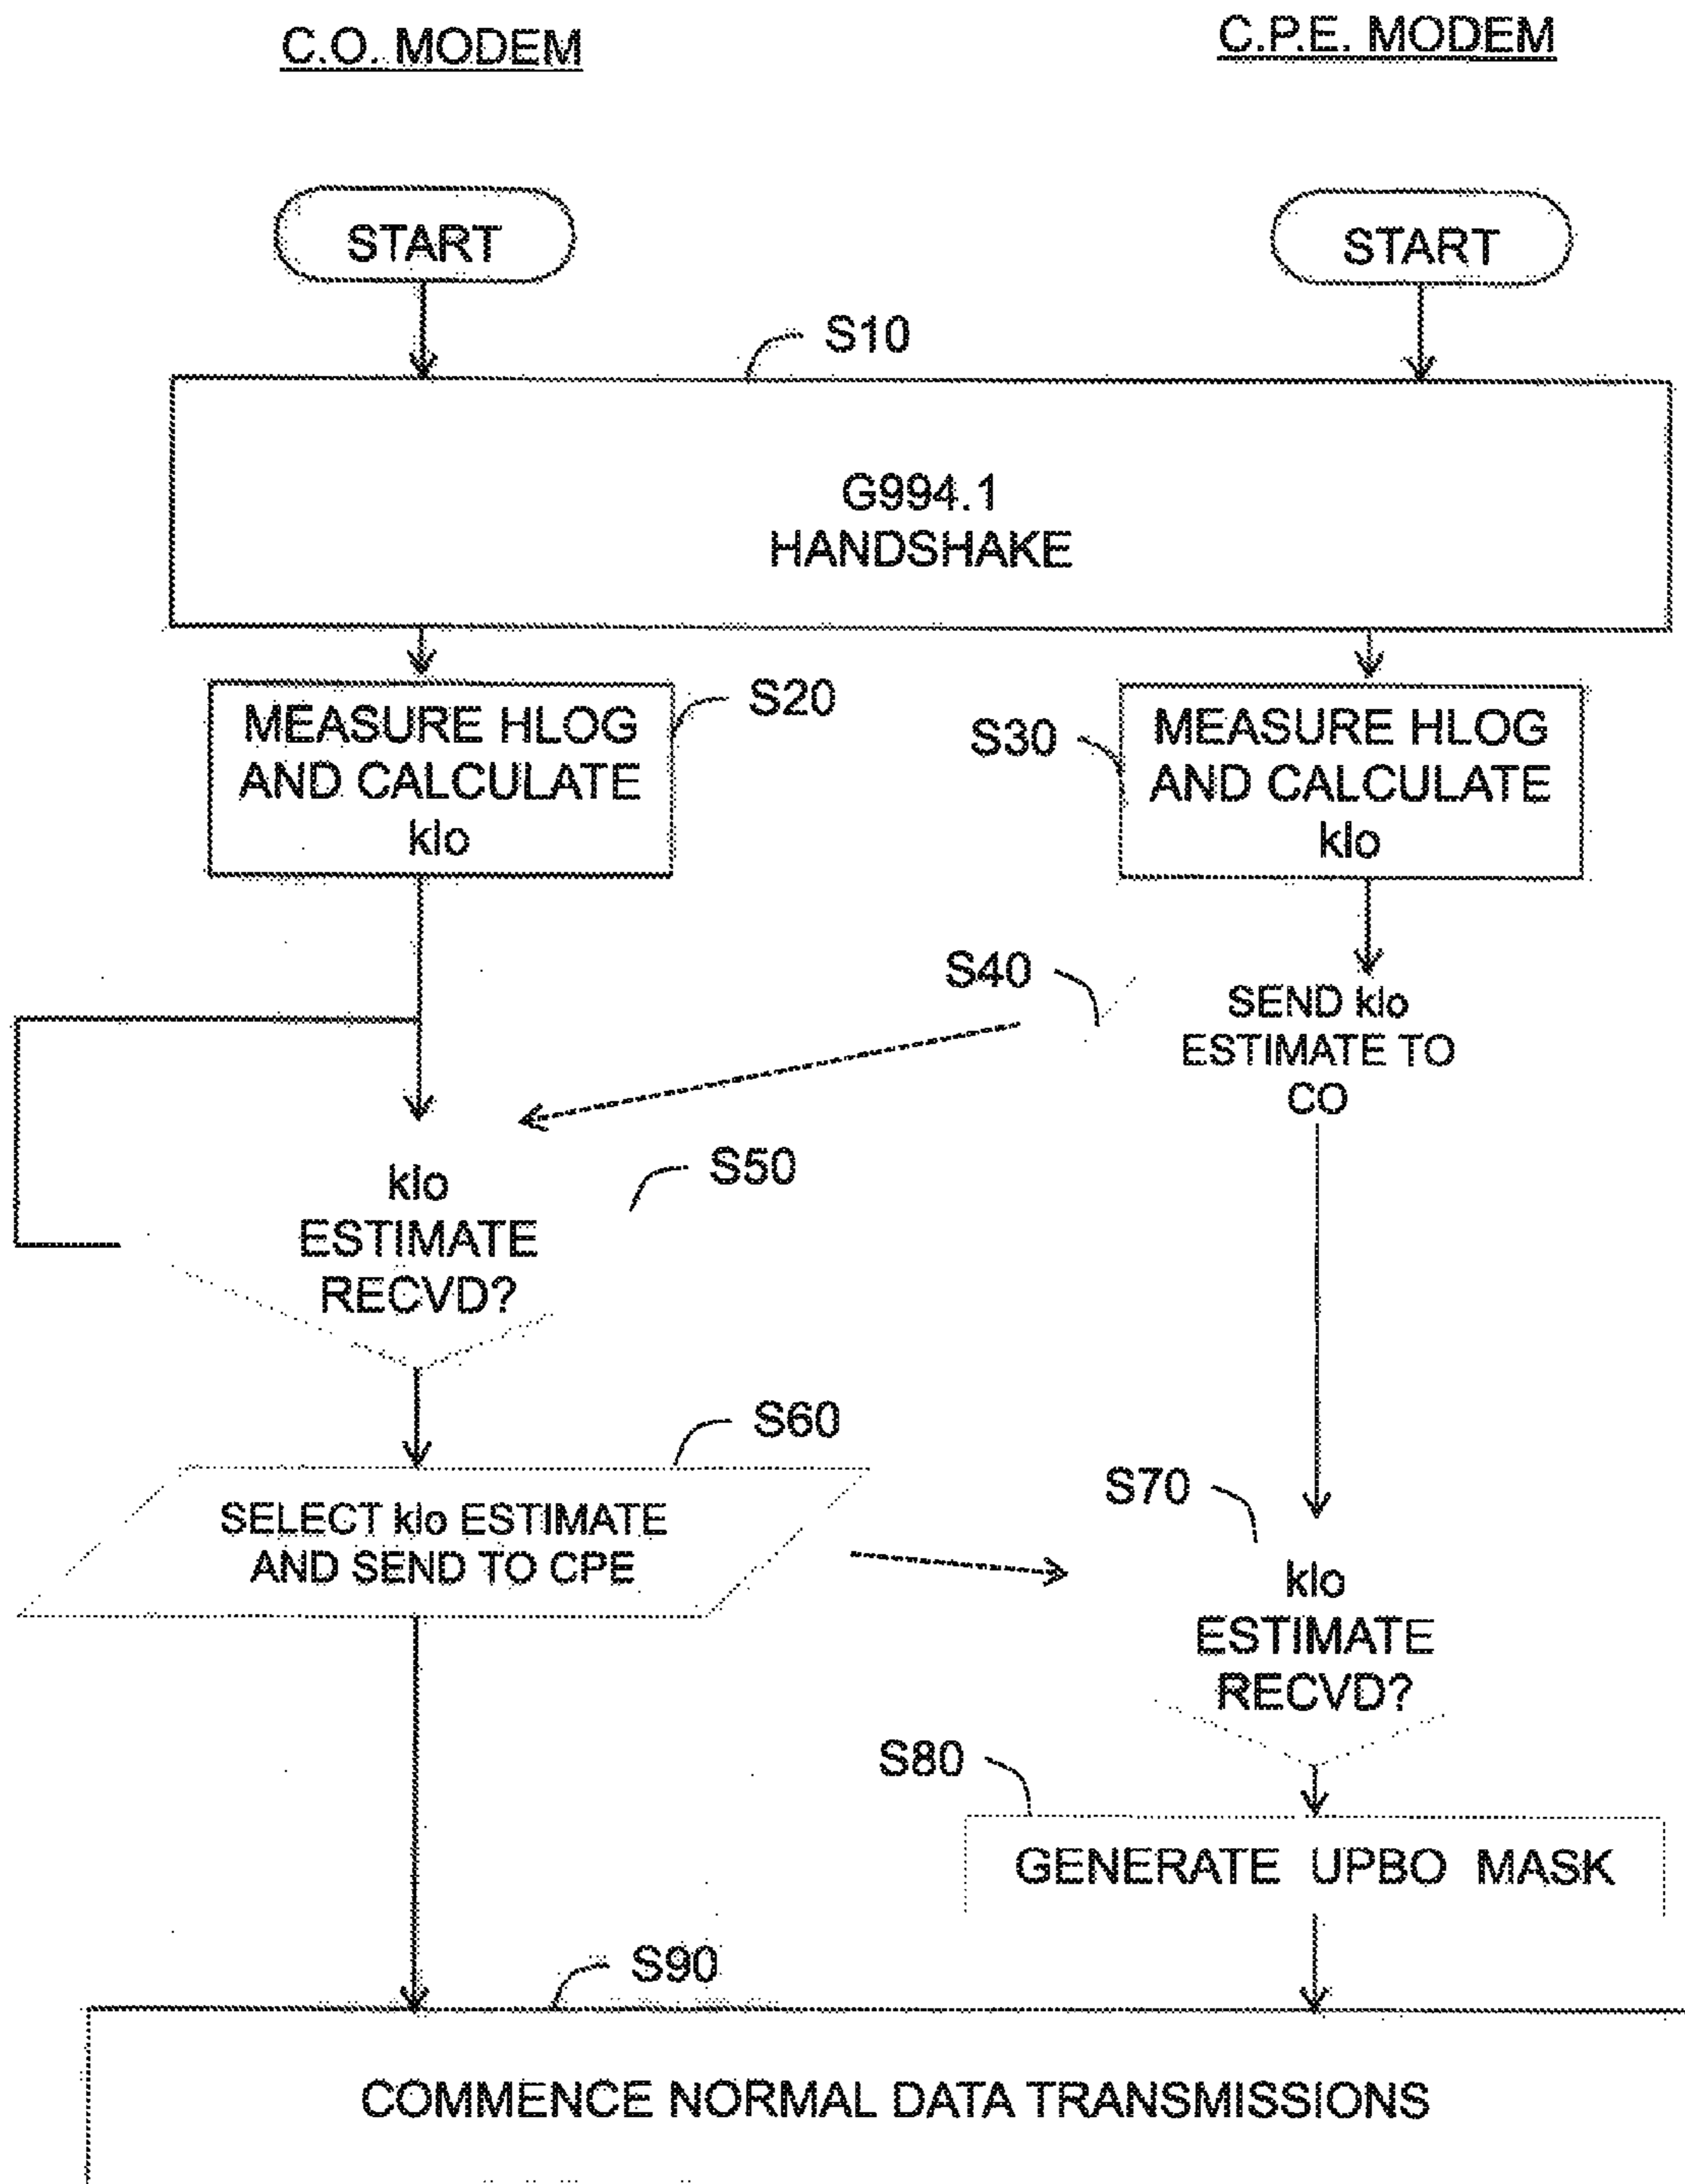 C.O. MODEM
C.P.E. MODEM
START
START
S10
G994.1
HANDSHAKE
MEASURE HLOG
AND CALCULATE
klo
S20
S30
MEASURE HLOG
AND CALCULATE
klo
S40
SEND klo
ESTIMATE TO
CO
klo
ESTIMATE
RECVD?
S50
S60
SELECT klo ESTIMATE
AND SEND TO CPE
S70
klo
ESTIMATE
RECVD?
S80
GENERATE UPBO MASK
S90
COMMENCE NORMAL DATA TRANSMISSIONS